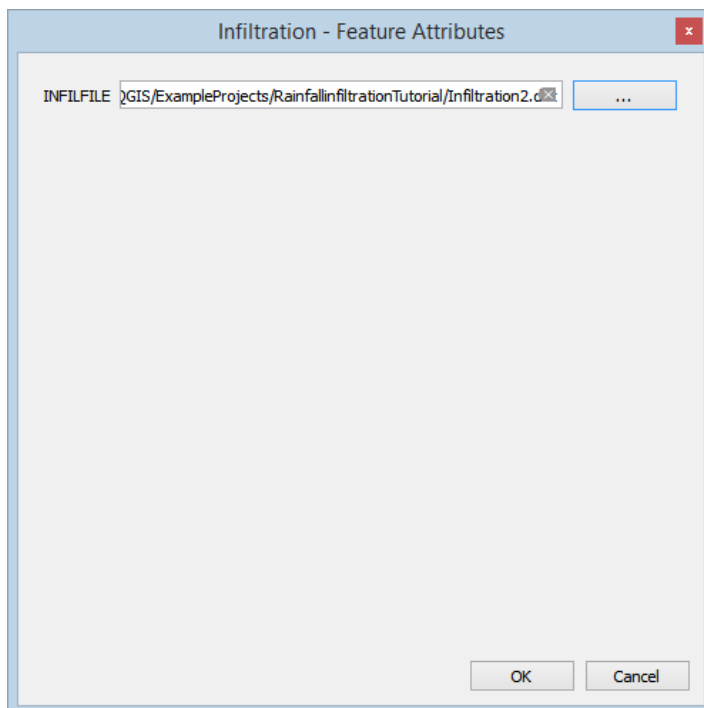 Infiltration - Feature Attributes
x
INFILFILE QGIS/ExampleProjects/RainfallinfiltrationTutorial/Infiltration2.d ...
OK Cancel